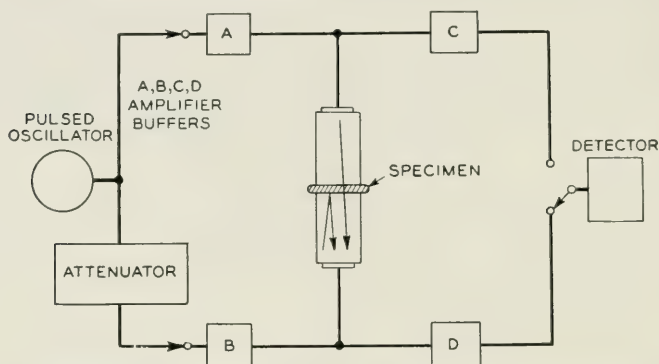 A
C
A,B,C,D
AMPLIFIER
BUFFERS
PULSED
OSCILLATOR
DETECTOR
SPECIMEN
ATTENUATOR
B
D